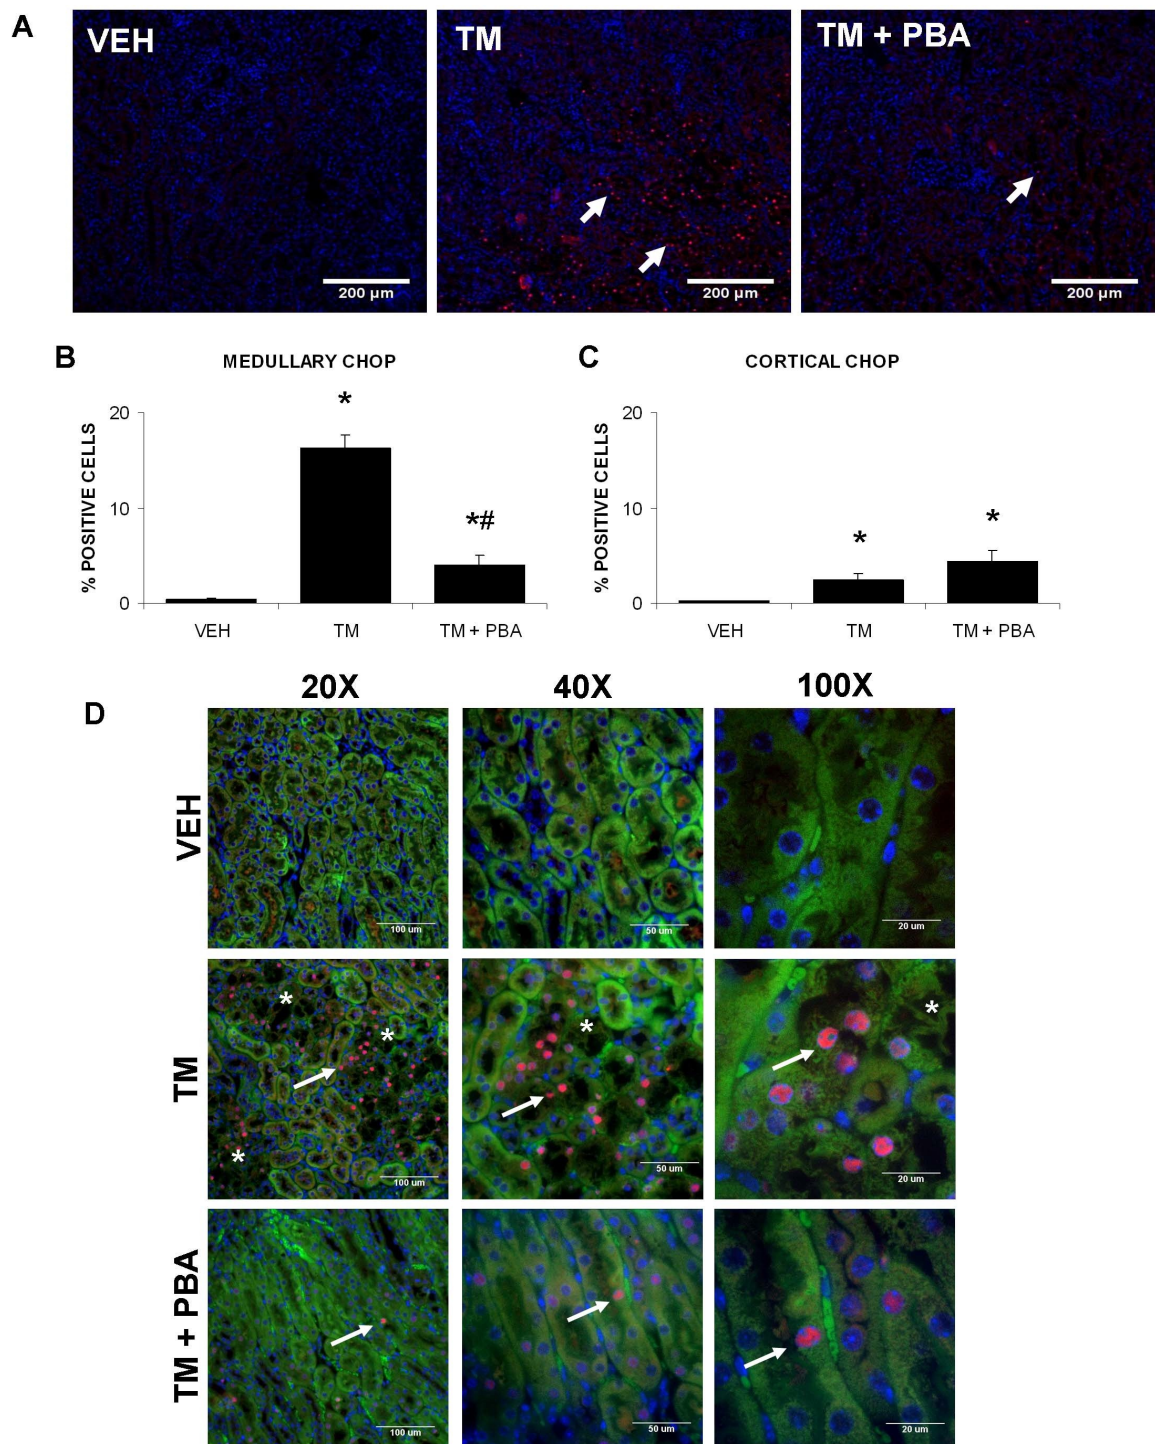 A
VEH
TM
TM + PBA
200 µm
200 µm
200 µm
B
MEDULLARY CHOP
% POSITIVE CELLS
20
10
0
*
*#
VEH
TM
TM + PBA
C
CORTICAL CHOP
% POSITIVE CELLS
20
10
0
*
*
VEH
TM
TM + PBA
D
20X
40X
100X
VEH
100 um
50 um
20 um
TM
*
*
*
100 um
*
50 um
*
20 um
TM + PBA
100 um
50 um
20 um